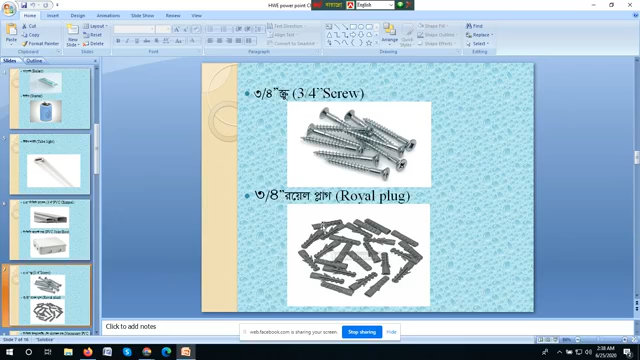 HWE power point
English
Home
Insert
Design
Animations
Slide Show
Review
View
Cut
Copy
Format Painter
Clipboard
New Slide
Layout
Reset
Delete
Slides
Font
Text Direction
Align Text
Convert to SmartArt
Paragraph
Arrange
Quick Styles
Shape Fill
Shape Outline
Shape Effects
Drawing
Find
Replace
Select
Editing
Slides
Outline
৩/৪”স্ক্রু (3/4”Screw)
৩/৪”রয়েল প্লাগ (Royal plug)
Click to add notes
web.facebook.com is sharing your screen.
Stop sharing
Hide
Slide 7 of 16
"Solstice"
2:38 AM
6/25/2020